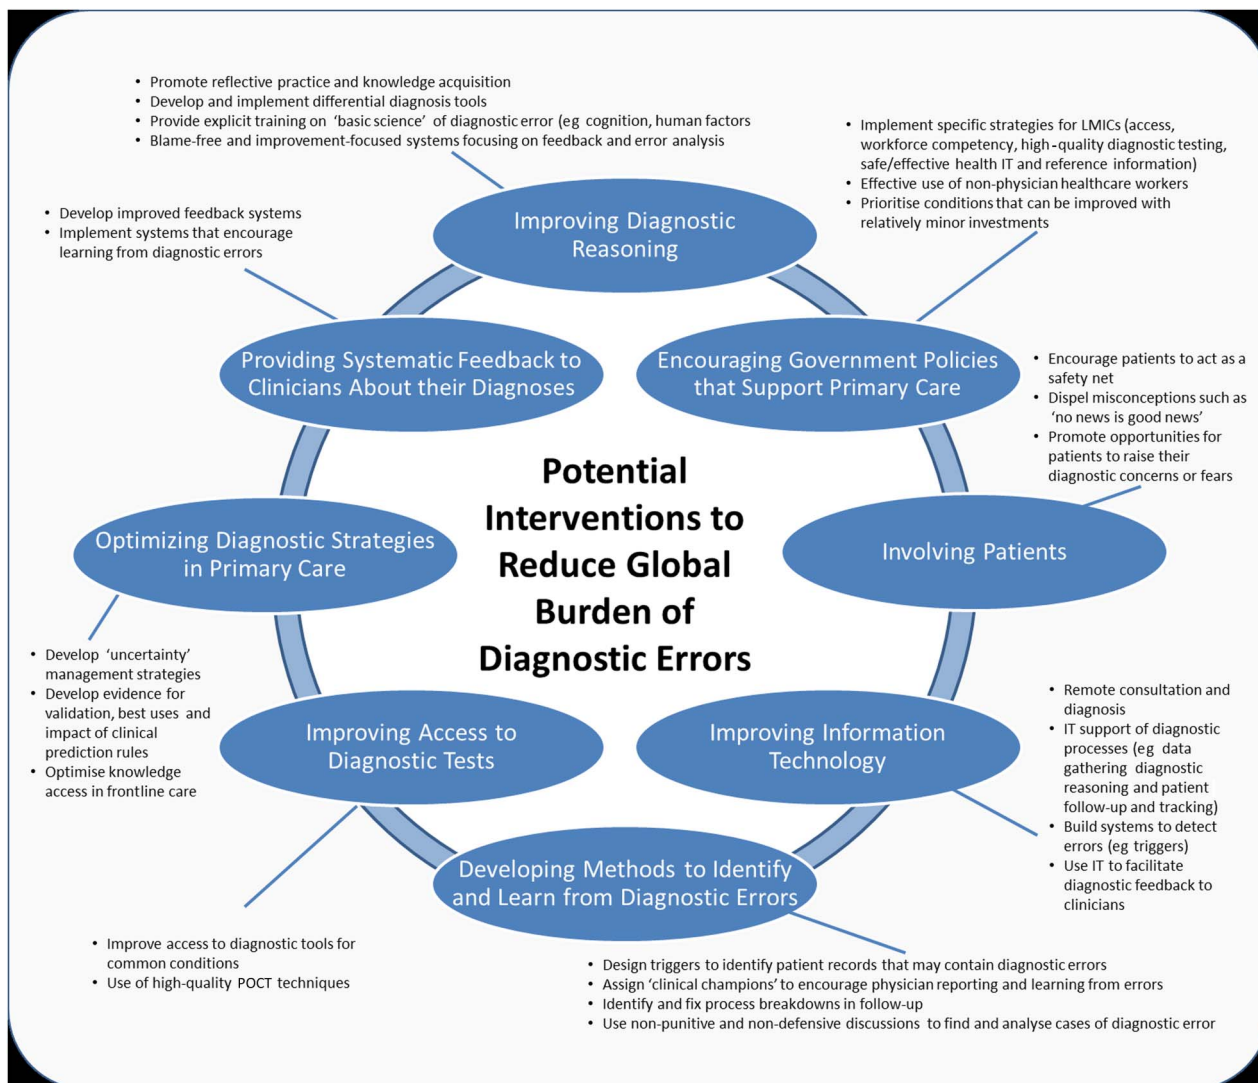 • Promote reflective practice and knowledge acquisition
• Develop and implement differential diagnosis tools
• Provide explicit training on ‘basic science’ of diagnostic error (eg cognition, human factors
• Blame-free and improvement-focused systems focusing on feedback and error analysis
• Implement specific strategies for LMICs (access,
workforce competency, high-quality diagnostic testing,
safe/effective health IT and reference information)
• Effective use of non-physician healthcare workers
• Prioritise conditions that can be improved with
relatively minor investments
• Develop improved feedback systems
• Implement systems that encourage
learning from diagnostic errors
Improving Diagnostic
Reasoning
Providing Systematic Feedback to
Clinicians About their Diagnoses
Encouraging Government Policies
that Support Primary Care
• Encourage patients to act as a
safety net
• Dispel misconceptions such as
‘no news is good news’
• Promote opportunities for
patients to raise their
diagnostic concerns or fears
Potential
Interventions to
Reduce Global
Burden of
Diagnostic Errors
Optimizing Diagnostic Strategies
in Primary Care
Involving Patients
• Develop ‘uncertainty’
management strategies
• Develop evidence for
validation, best uses and
impact of clinical
prediction rules
• Optimise knowledge
access in frontline care
Improving Access to
Diagnostic Tests
Improving Information
Technology
• Remote consultation and
diagnosis
• IT support of diagnostic
processes (eg data
gathering diagnostic
reasoning and patient
follow-up and tracking)
• Build systems to detect
errors (eg triggers)
• Use IT to facilitate
diagnostic feedback to
clinicians
Developing Methods to Identify
and Learn from Diagnostic Errors
• Improve access to diagnostic tools for
common conditions
• Use of high-quality POCT techniques
• Design triggers to identify patient records that may contain diagnostic errors
• Assign ‘clinical champions’ to encourage physician reporting and learning from errors
• Identify and fix process breakdowns in follow-up
• Use non-punitive and non-defensive discussions to find and analyse cases of diagnostic error